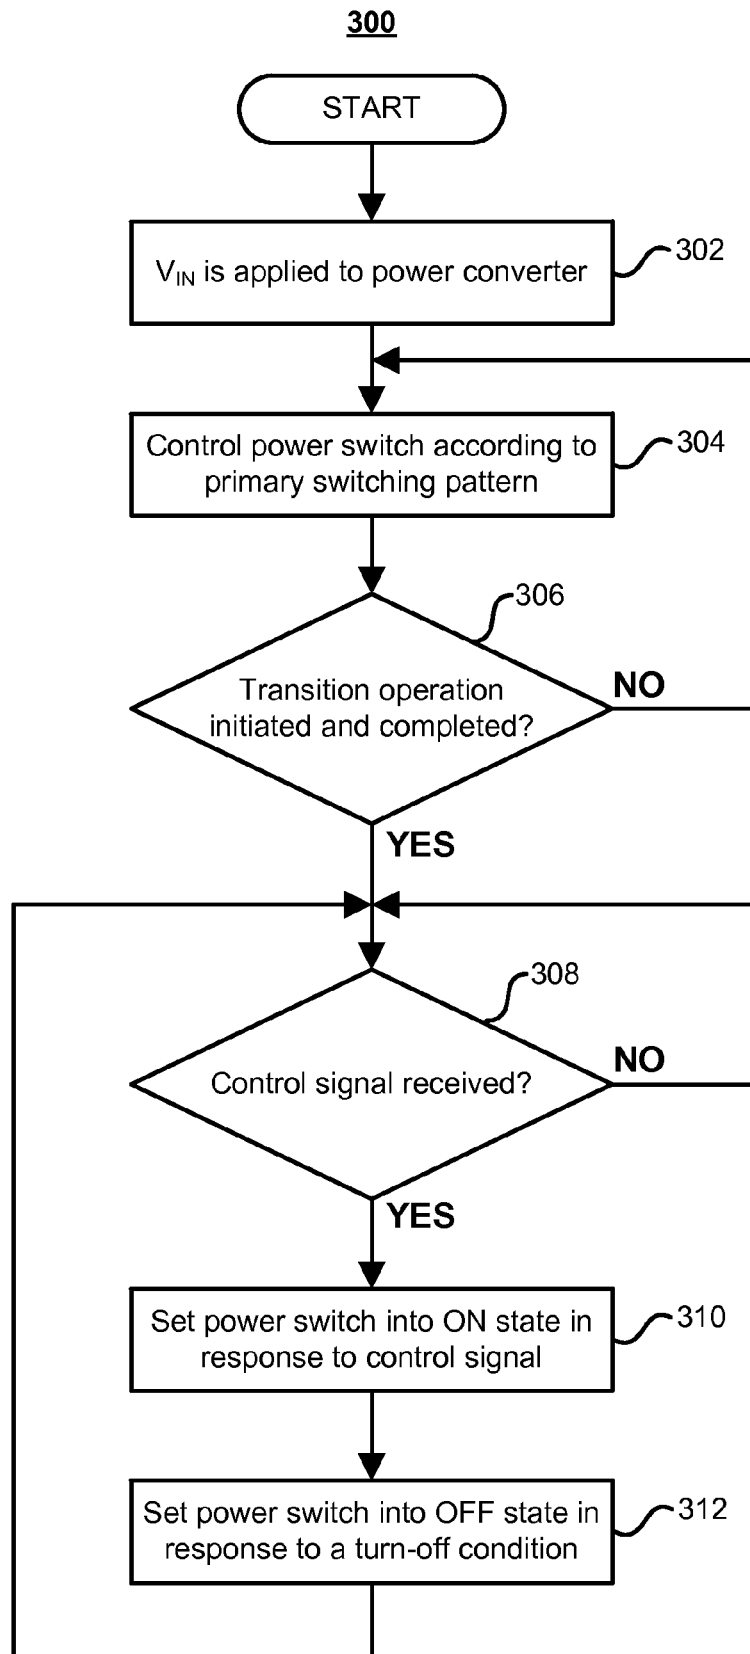 300
START
V_IN is applied to power converter
302
Control power switch according to
primary switching pattern
304
306
Transition operation
initiated and completed?
NO
YES
308
Control signal received?
NO
YES
Set power switch into ON state in
response to control signal
310
Set power switch into OFF state in
response to a turn-off condition
312